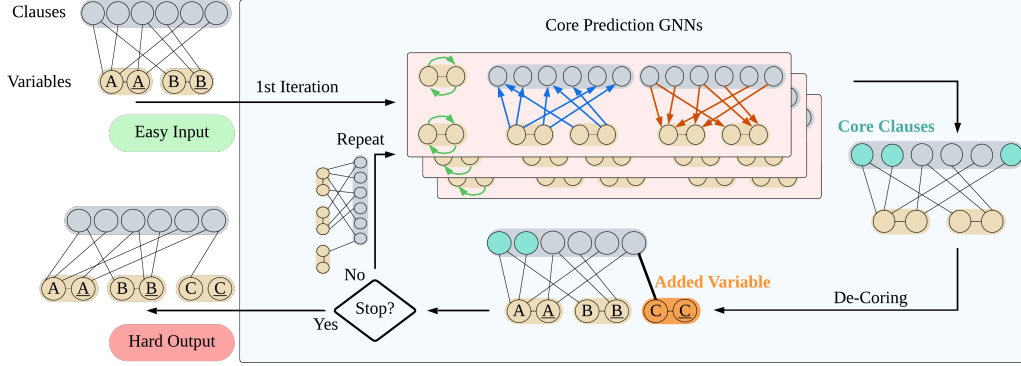 Clauses
Core Prediction GNNs
Variables
A A B B
1st Iteration
Easy Input
Repeat
Core Clauses
A A B B C C
No
Added Variable
A A B B C C
Stop?
De-Coring
Yes
Hard Output